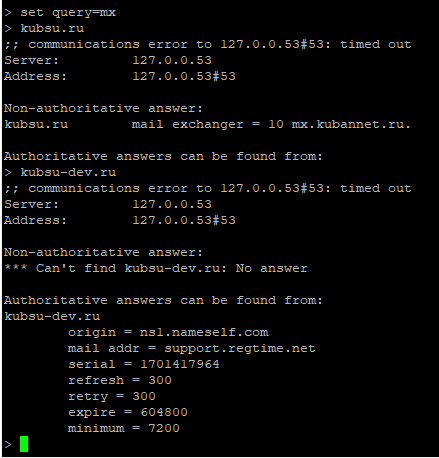 > set query=mx
> kubsu.ru
;; communications error to 127.0.0.53#53: timed out
Server:         127.0.0.53
Address:        127.0.0.53#53

Non-authoritative answer:
kubsu.ru        mail exchanger = 10 mx.kubannet.ru.

Authoritative answers can be found from:
> kubsu-dev.ru
;; communications error to 127.0.0.53#53: timed out
Server:         127.0.0.53
Address:        127.0.0.53#53

Non-authoritative answer:
*** Can't find kubsu-dev.ru: No answer

Authoritative answers can be found from:
kubsu-dev.ru
        origin = ns1.nameself.com
        mail addr = support.regtime.net
        serial = 1701417964
        refresh = 300
        retry = 300
        expire = 604800
        minimum = 7200
>